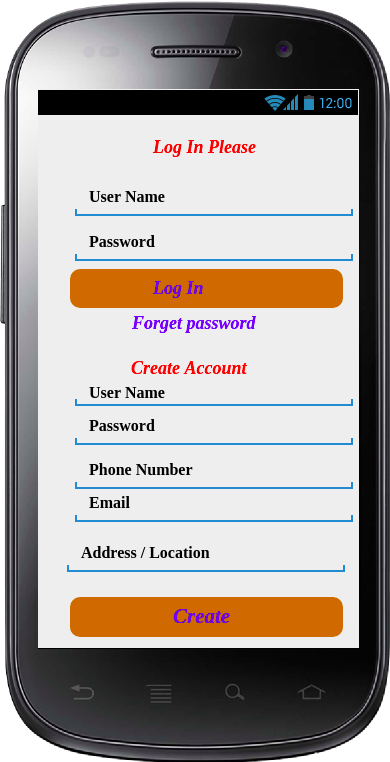 12:00
Log In Please
User Name
Password
Log In
Forget password
Create Account
User Name
Password
Phone Number
Email
Address / Location
Create